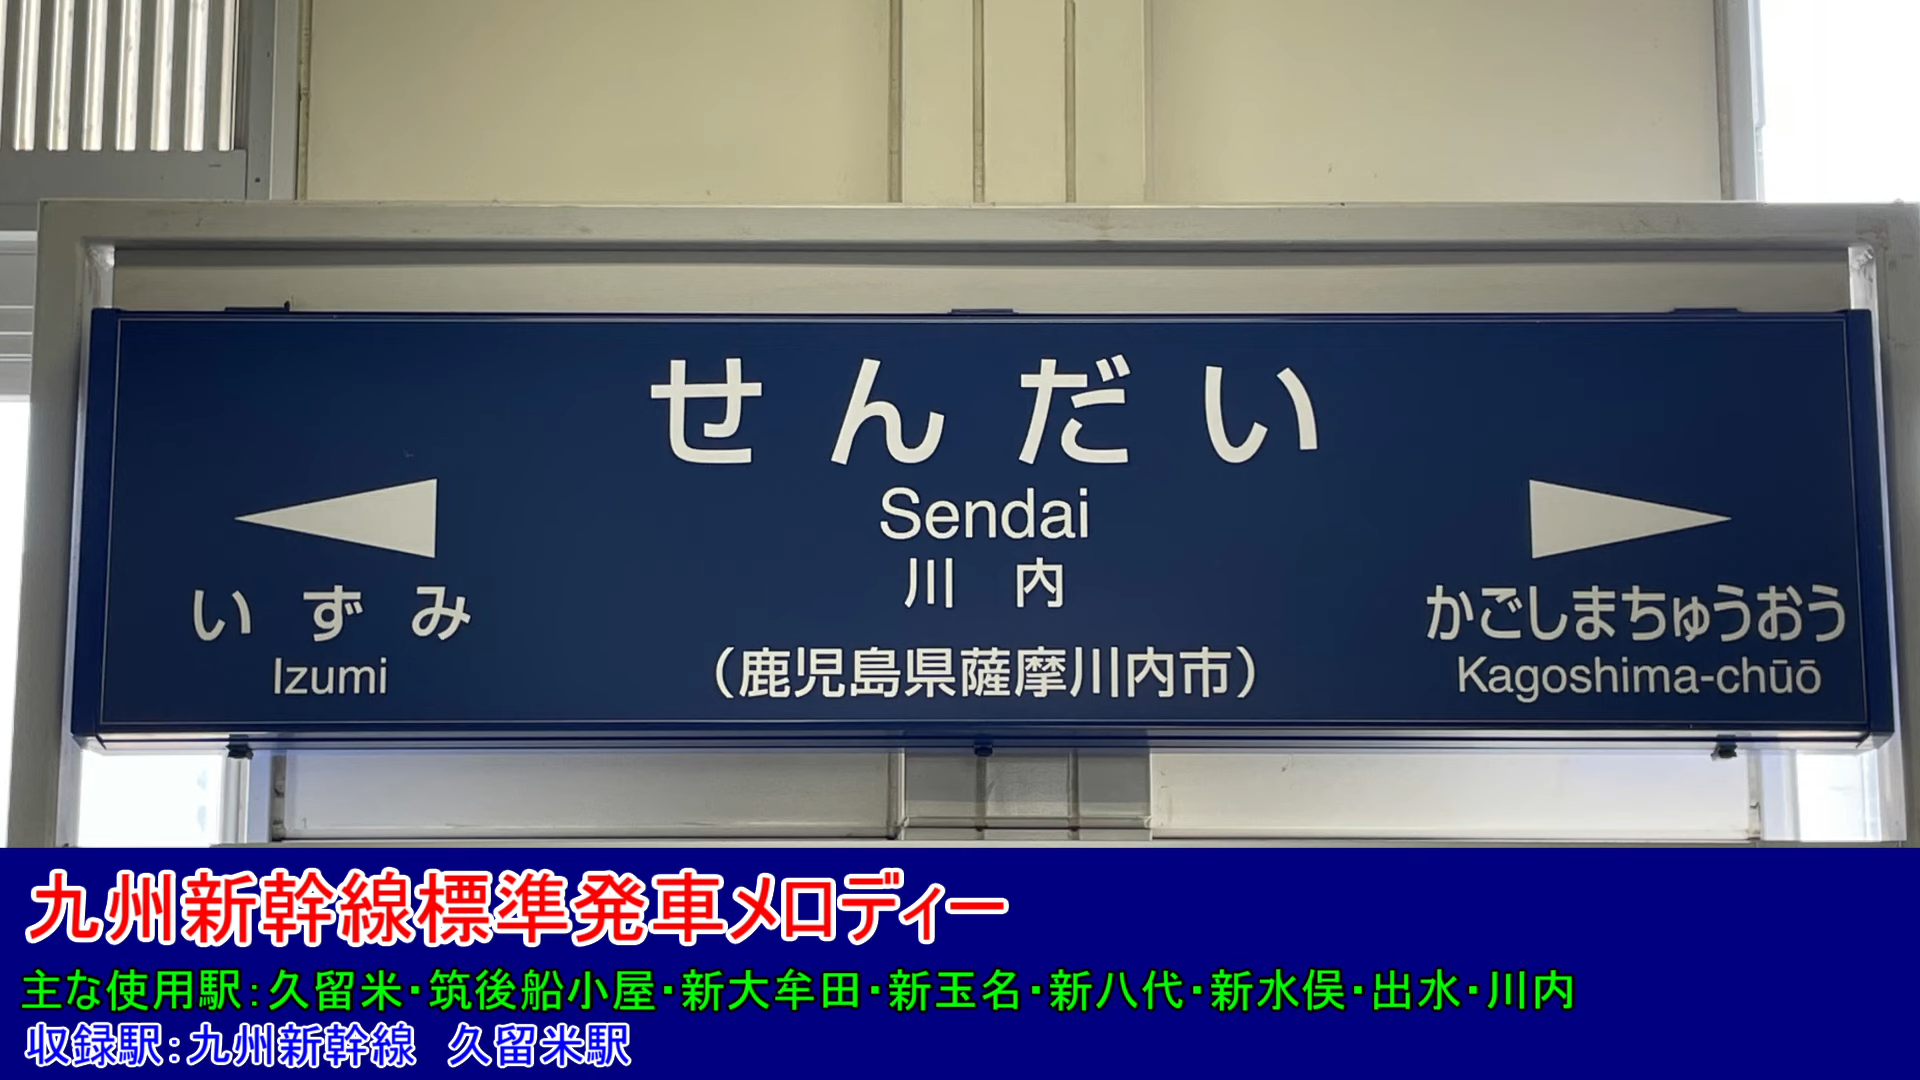 せんだい
Sendai
川内
(鹿児島県薩摩川内市)
いずみ
Izumi
かごしまちゅうおう
Kagoshima-chūō
九州新幹線標準発車メロディー
主な使用駅：久留米・筑後船小屋・新大牟田・新玉名・新八代・新水俣・出水・川内
収録駅：九州新幹線　久留米駅